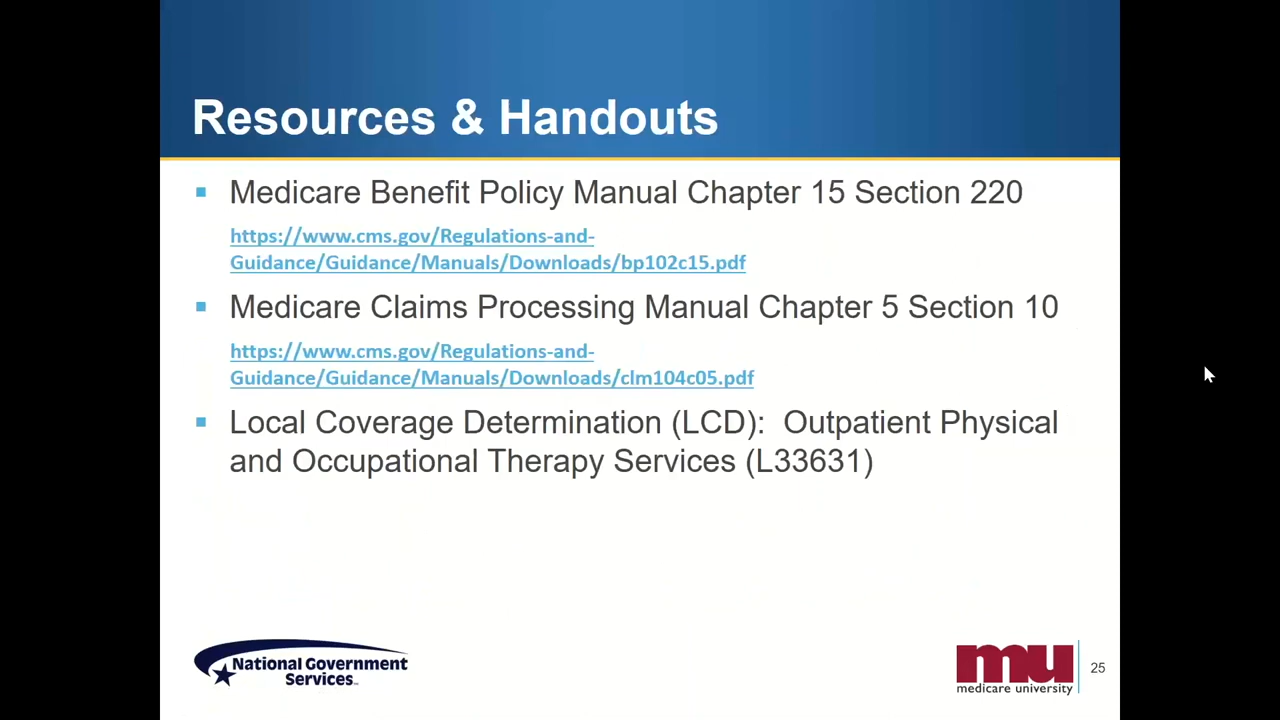 Resources & Handouts
Medicare Benefit Policy Manual Chapter 15 Section 220
https://www.cms.gov/Regulations-and-
Guidance/Guidance/Manuals/Downloads/bp102c15.pdf
Medicare Claims Processing Manual Chapter 5 Section 10
https://www.cms.gov/Regulations-and-
Guidance/Guidance/Manuals/Downloads/clm104c05.pdf
Local Coverage Determination (LCD):  Outpatient Physical
and Occupational Therapy Services (L33631)
National Government
Services
mu
medicare university
25